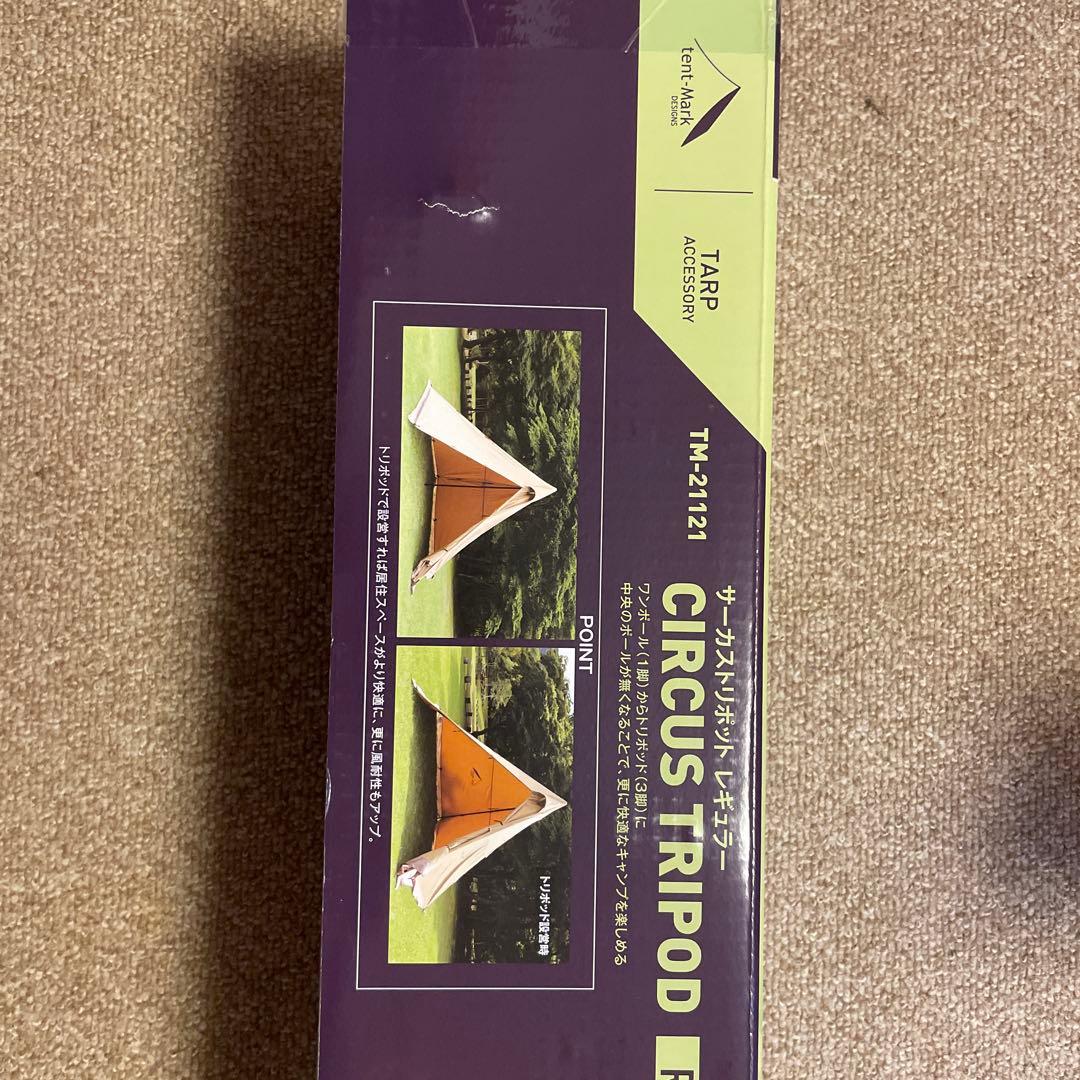 tent-Mark
DESIGNS
TARP
ACCESSORY
TM-21121
サーカストリポット レギュラー
CIRCUS TRIPOD
ワンポール(1脚)からトリポッド(3脚)に
中央のポールが無くなることで、更に快適なキャンプを楽しめる
POINT
トリポッド設営時
トリポッドで設営すれば居住スペースがより快適に、更に風耐性もアップ。